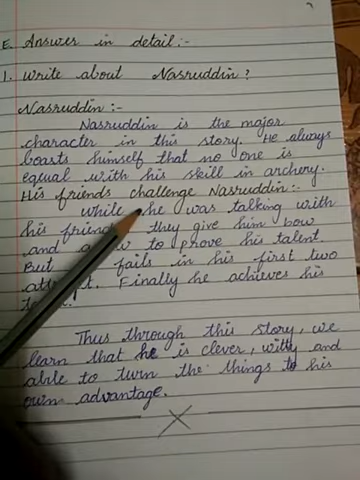 E. Answer in detail:-
1. Write about Nasruddin?
Nasruddin :-
Nasruddin is the major
character in this story. He always
boasts himself that no one is
equal with his skill in archery.
His friends challenge Nasruddin:-
While he was talking with
his they give him bow
and to prove his talent.
But fails in his first two
Finally he achieves his
Thus through this story, we
learn that he is clever, witty and
able to turn the things to his
own advantage.